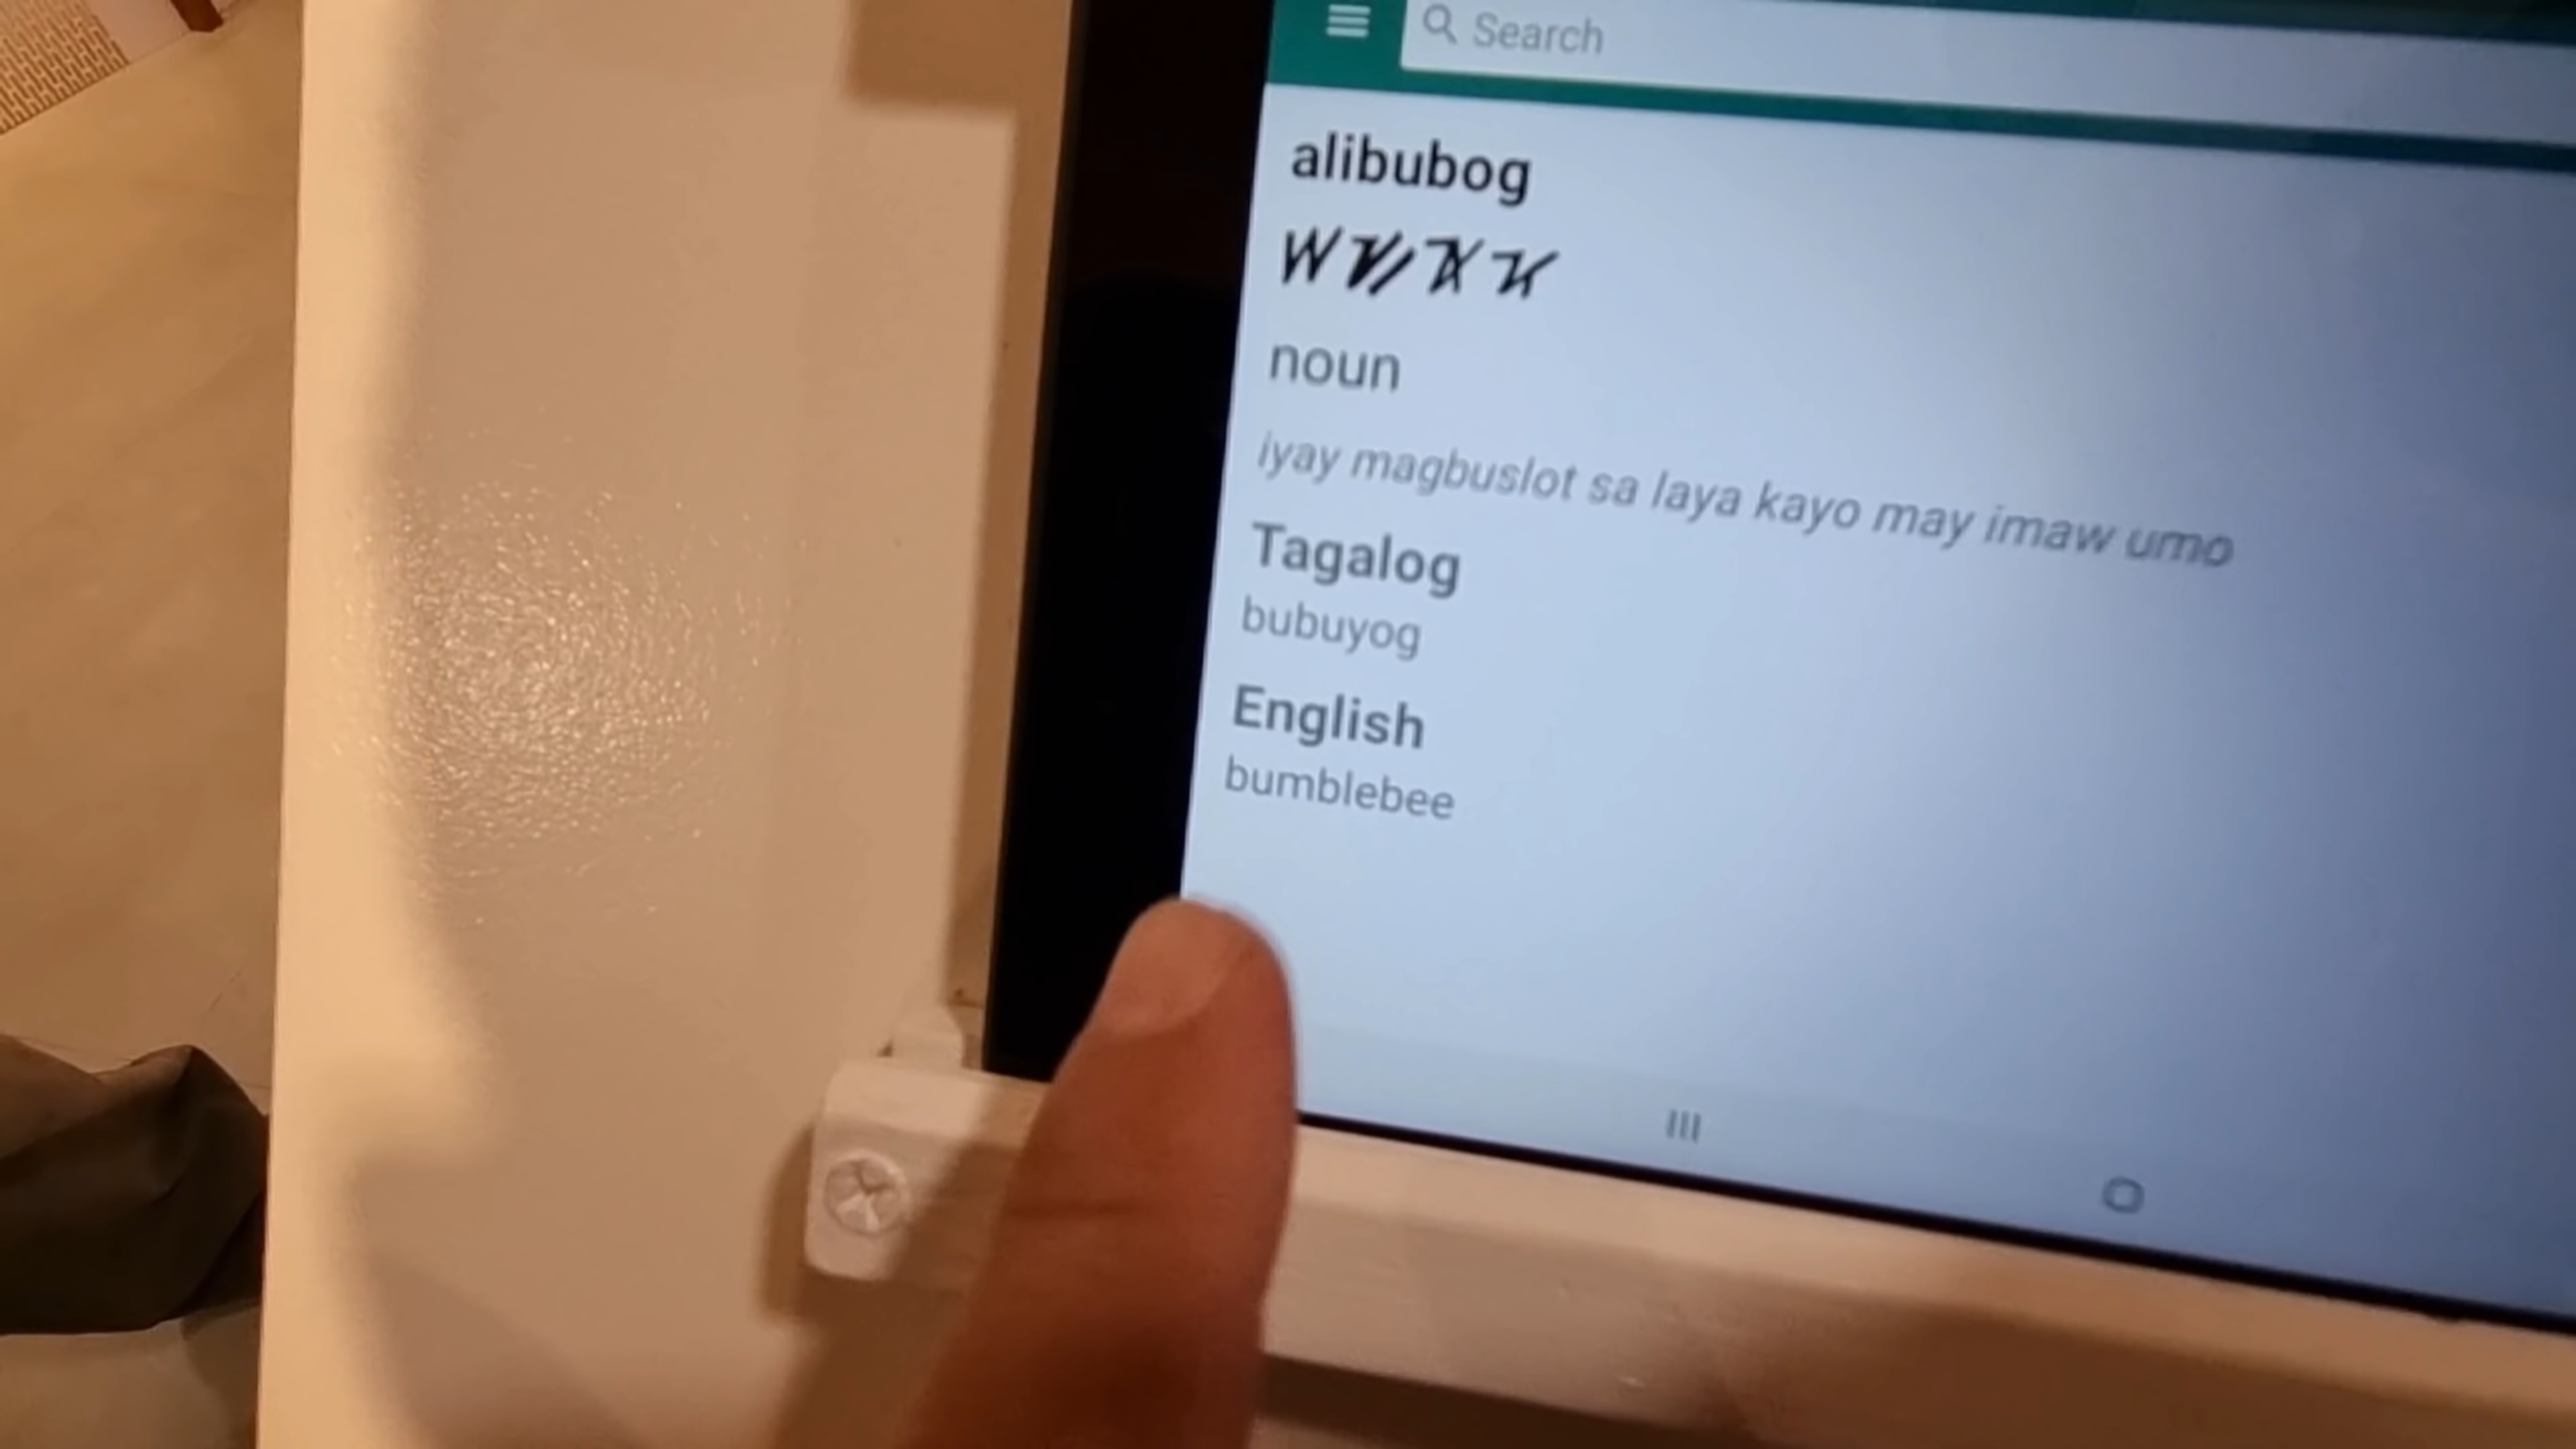 Search
alibubog
noun
iyay magbuslot sa laya kayo may imaw umo
Tagalog
bubuyog
English
bumblebee